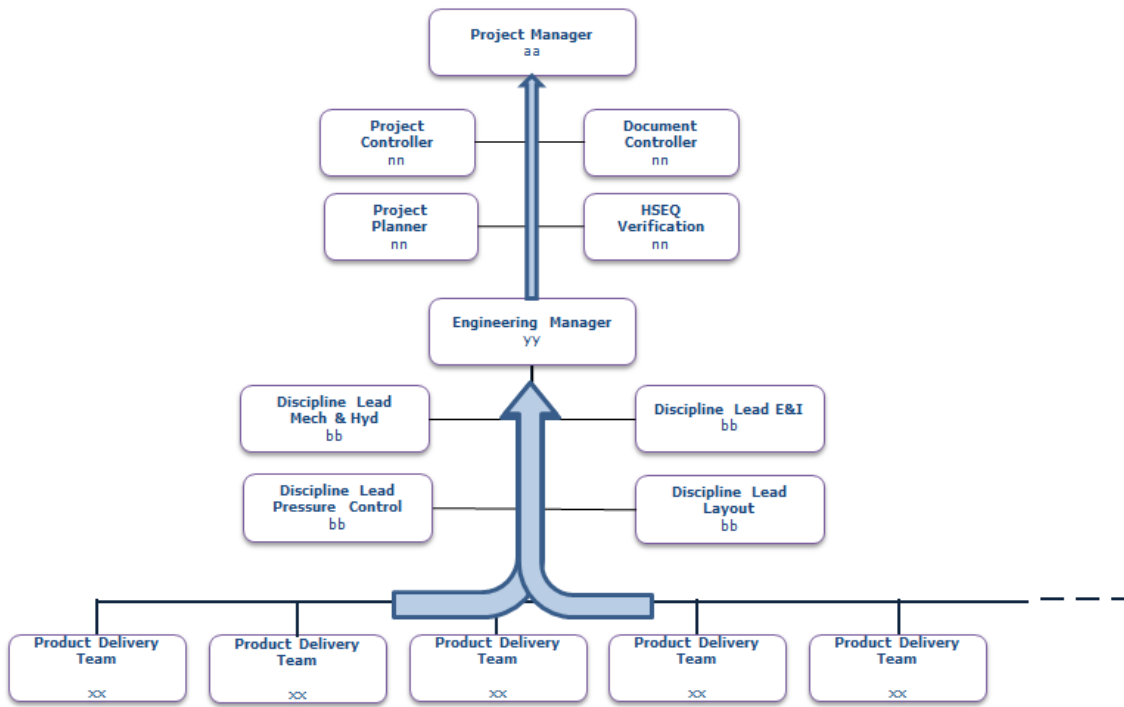 Project Manager
aa
Project
Controller
nn
Document
Controller
nn
Project
Planner
nn
HSEQ
Verification
nn
Engineering Manager
yy
Discipline Lead
Mech & Hyd
bb
Discipline Lead E&I
bb
Discipline Lead
Pressure Control
bb
Discipline Lead
Layout
bb
Product Delivery
Team
xx
Product Delivery
Team
xx
Product Delivery
Team
xx
Product Delivery
Team
xx
Product Delivery
Team
xx